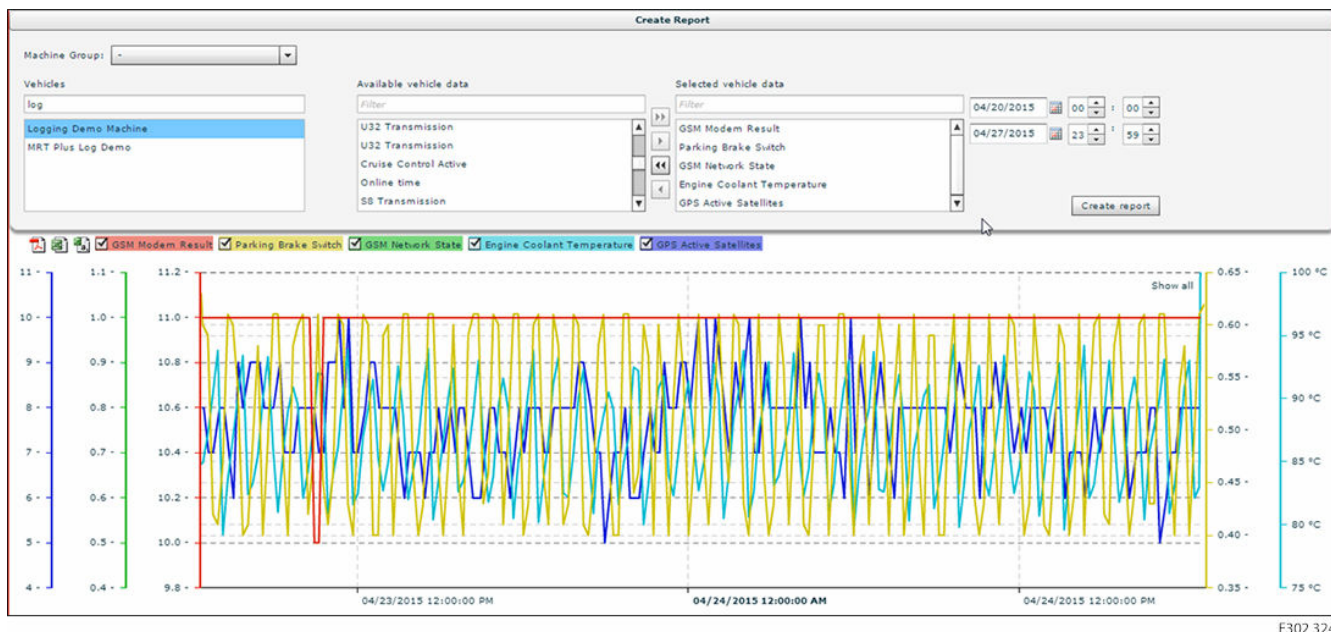 Create Report
Machine Group: -
Vehicles
log
Logging Demo Machine
MRT Plus Log Demo
Available vehicle data
Filter
U32 Transmission
U32 Transmission
Cruise Control Active
Online time
S8 Transmission
Selected vehicle data
Filter
GSM Modem Result
Parking Brake Switch
GSM Network State
Engine Coolant Temperature
GPS Active Satellites
04/20/2015 00 : 00
04/27/2015 23 : 59
Create report
GSM Modem Result Parking Brake Switch GSM Network State Engine Coolant Temperature GPS Active Satellites
Show all
11 - 1.1 - 11.2 - 0.65 - 100 °C
10 - 1.0 - 11.0 - 0.60 - 95 °C
9 - 0.9 - 10.8 - 0.55 - 90 °C
8 - 0.8 - 10.6 - 0.50 - 85 °C
7 - 0.7 - 10.4 - 0.45 - 80 °C
6 - 0.6 - 10.2 - 0.40 - 75 °C
5 - 0.5 - 10.0 - 0.35 -
4 - 0.4 - 9.8 -
04/23/2015 12:00:00 PM 04/24/2015 12:00:00 AM 04/24/2015 12:00:00 PM
F302 324